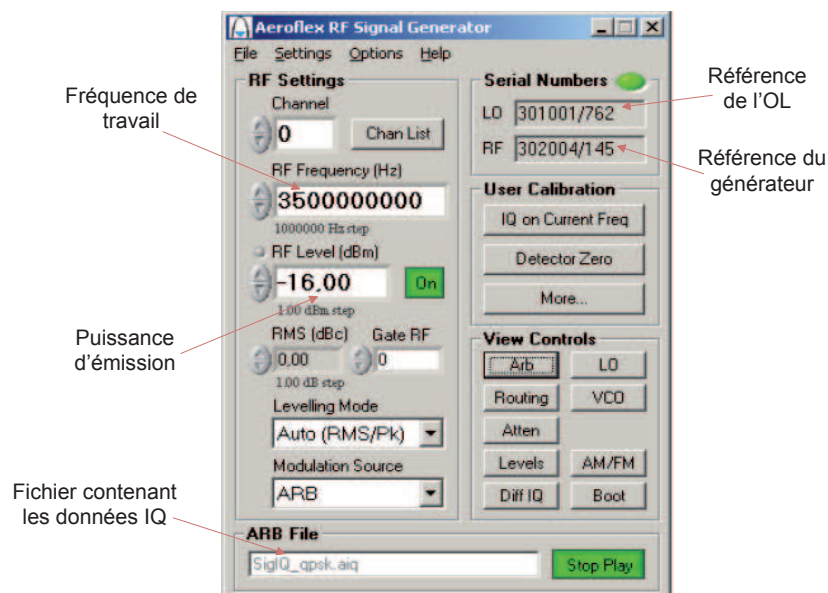 Aeroflex RF Signal Generator
File Settings Options Help
RF Settings
Channel
0
Chan List
RF Frequency (Hz)
3500000000
1000000 Hz step
RF Level (dBm)
-16,00
On
1.00 dBm step
RMS (dBc)
Gate RF
0,00
0
1.00 dB step
Levelling Mode
Auto (RMS/Pk)
Modulation Source
ARB
Serial Numbers
LO 301001/762
RF 302004/145
User Calibration
IQ on Current Freq
Detector Zero
More...
View Controls
Arb
LO
Routing
VCO
Atten
Levels
AM/FM
Diff IQ
Boot
ARB File
SigIQ_qpsk.aiq
Stop Play
Fréquence de
travail
Puissance
d'émission
Fichier contenant
les données IQ
Référence
de l'OL
Référence du
générateur